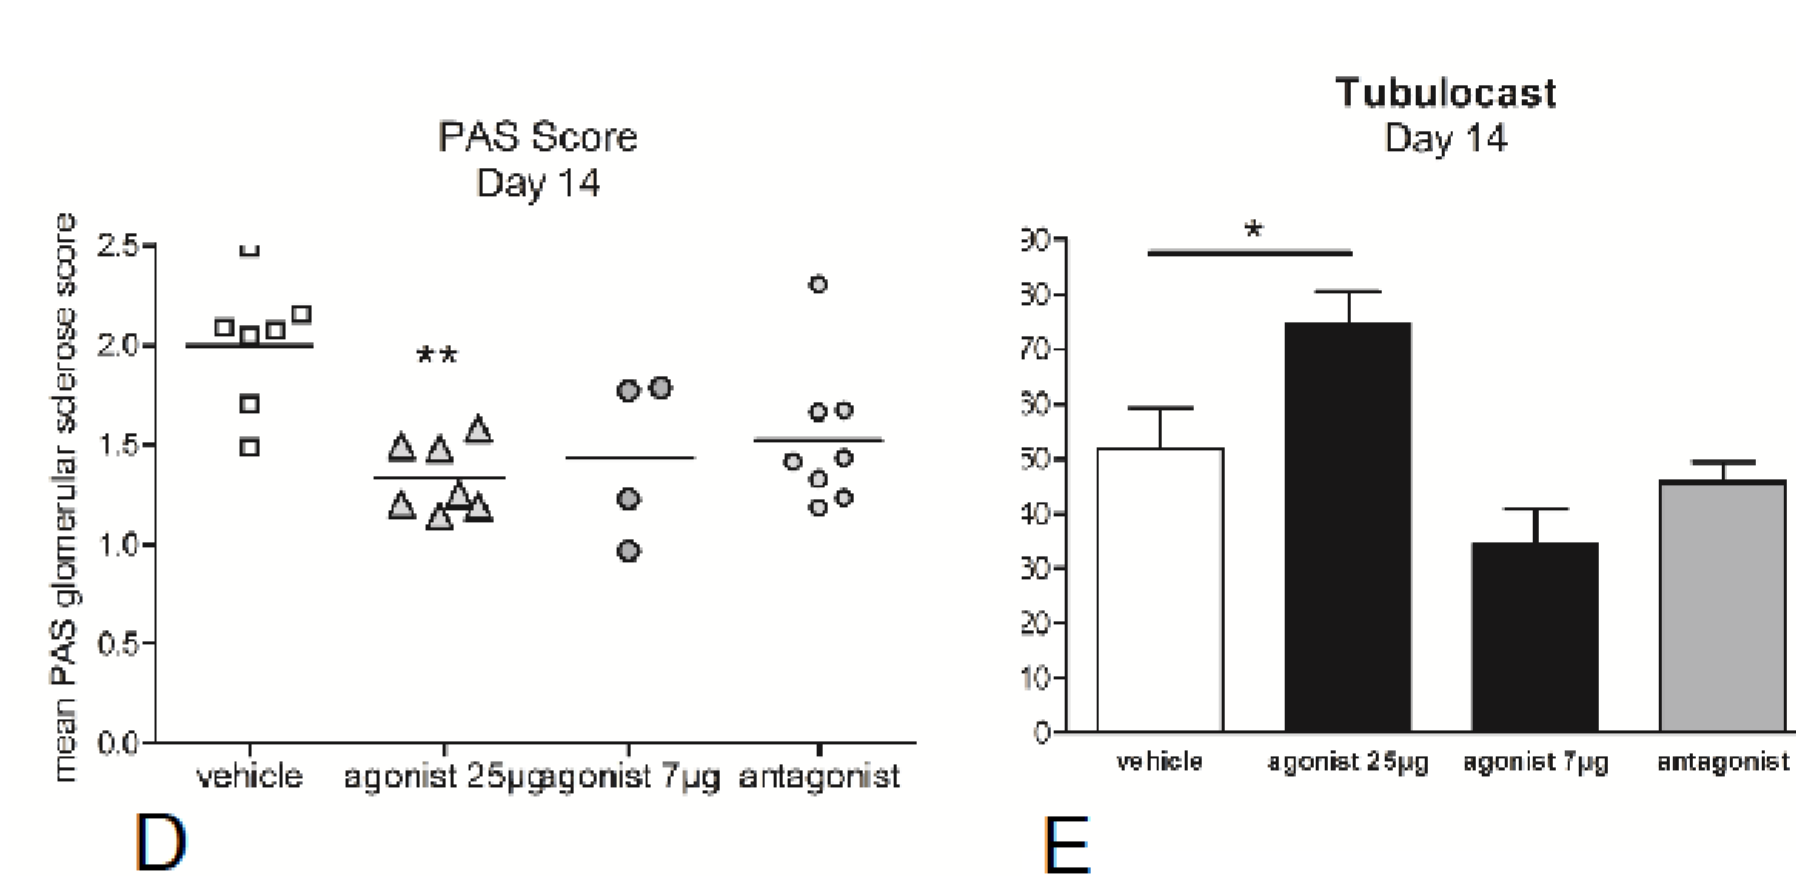 PAS Score
Day 14
mean PAS glomerular sclerose score
2.5
2.0
1.5
1.0
0.5
0.0
**
vehicle agonist 25µg agonist 7µg antagonist
D
Tubulocast
Day 14
90
80
70
60
50
40
30
20
10
0
*
vehicle agonist 25µg agonist 7µg antagonist
E